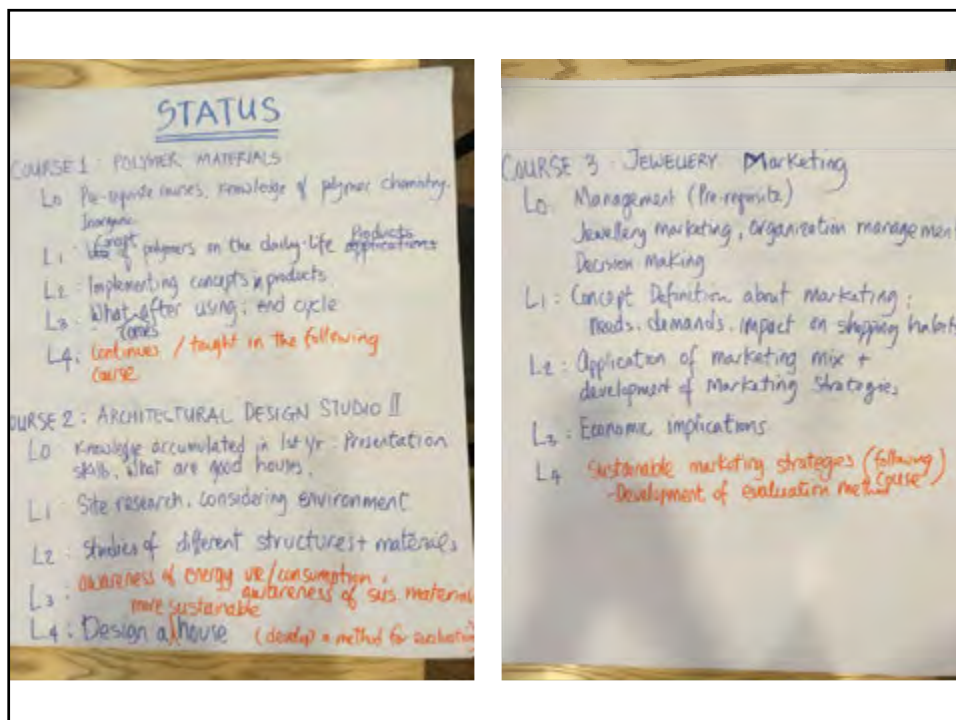 STATUS
COURSE 1: POLYMER MATERIALS
L0 Pre-requisite courses, knowledge of polymer chemistry.
Inorganic
L1 Concept of polymers on the daily-life Products
L2: Implementing concepts in products
L3: What comes after using; end cycle
L4: Continues / taught in the following
course
OURSE 2: ARCHITECTURAL DESIGN STUDIO II
L0 Knowledge accumulated in 1st yr: Presentation
skills, what are good houses.
L1 Site research, considering environment
L2: Studies of different structures + materials
L3: awareness of energy use/consumption,
awareness of sus. material
more sustainable
L4: Design a house (develop a method for evaluating
COURSE 3: JEWELLERY Marketing
L0 Management (Pre-requisite)
Jewellery marketing, organization management
Decision making
L1: Concept Definition about marketing;
needs, demands, impact on shopping habits
L2: Application of marketing mix +
development of Marketing strategies
L3: Economic implications
L4 Sustainable marketing strategies (following course)
-Development of evaluation method